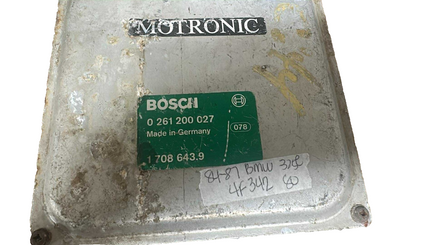 MOTRONIC
BOSCH
0 261 200 027
Made in Germany
078
1 708 643.9
84-87 BMW 325E
4F342 80